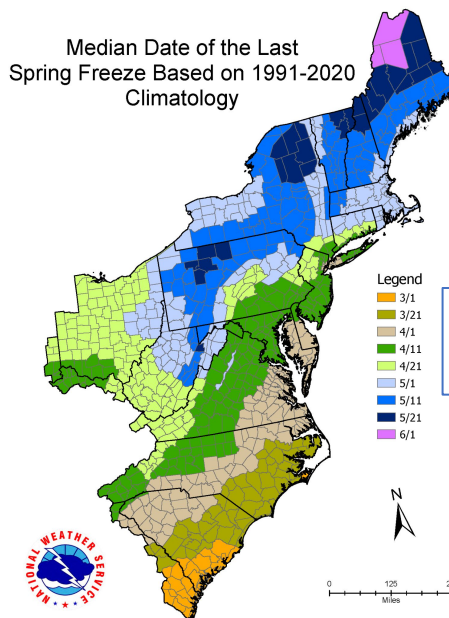 Median Date of the Last
Spring Freeze Based on 1991-2020
Climatology
Legend
3/1
3/21
4/1
4/11
4/21
5/1
5/11
5/21
6/1
N
NATIONAL WEATHER SERVICE
0 125
Miles